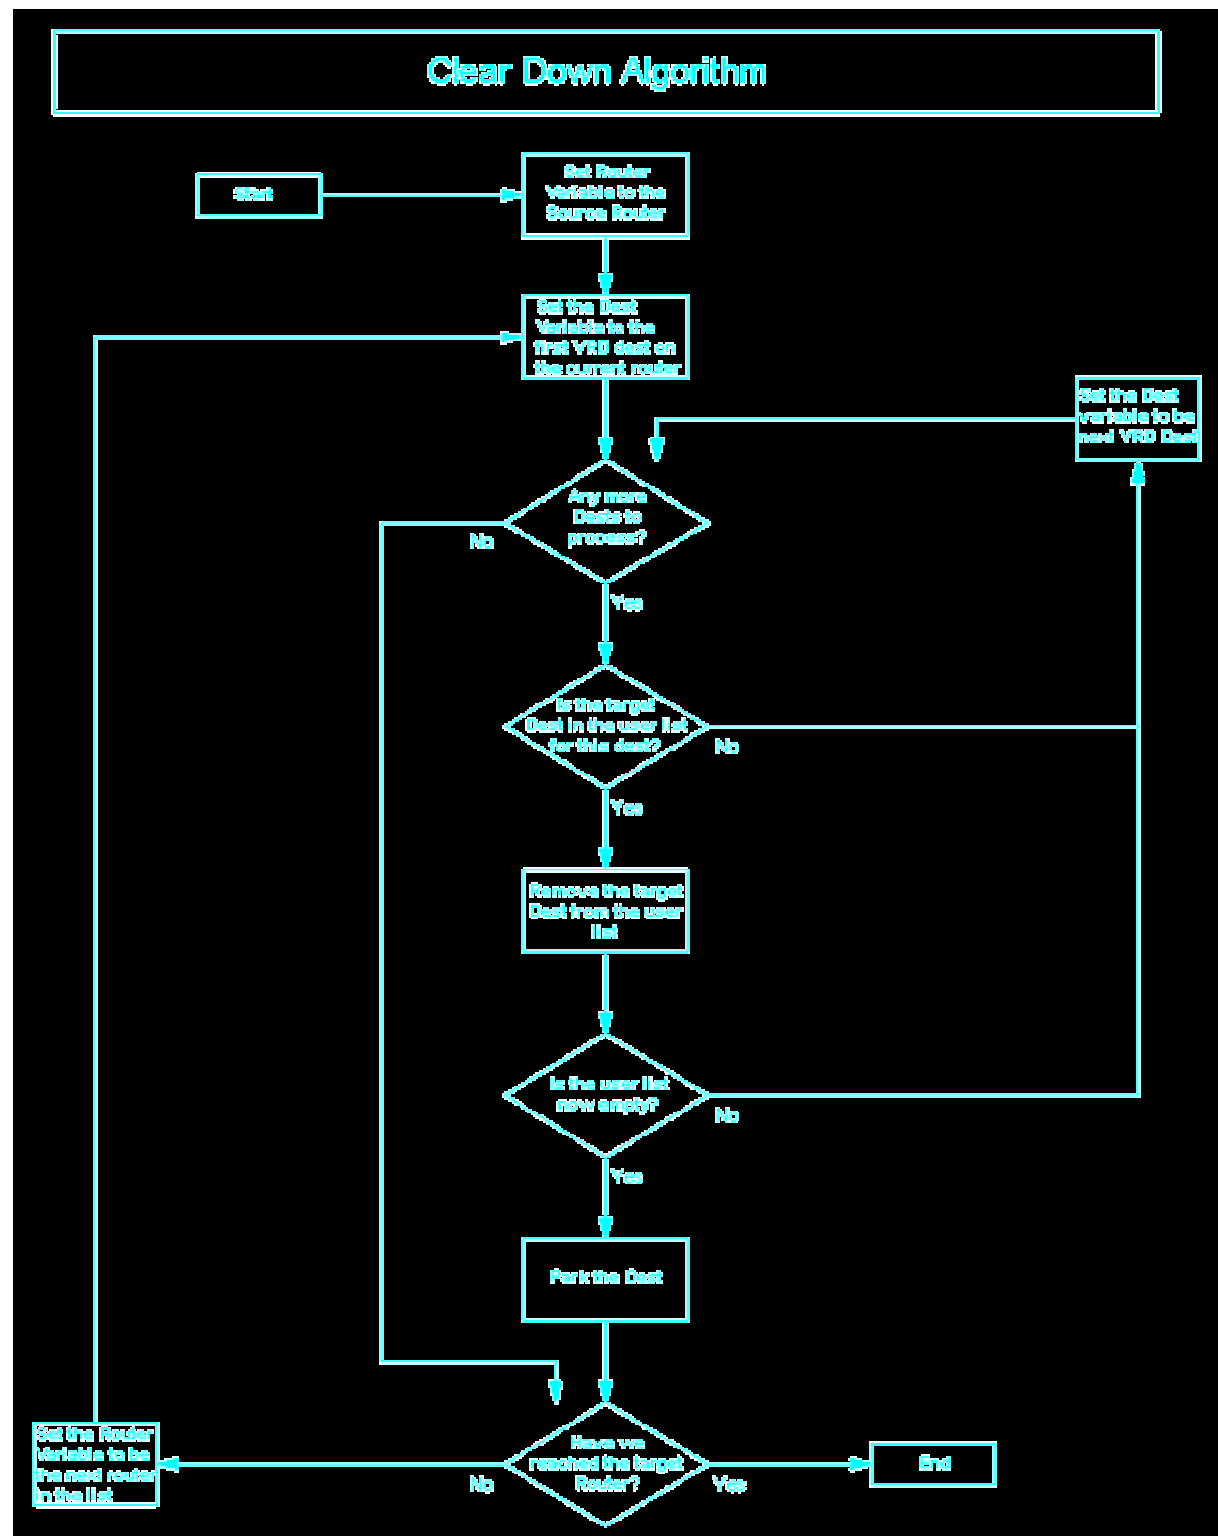 Clear Down Algorithm
Start
Set Router
Variable to the
Source Router
Set the Dest
Variable to the
first VRD dest on
the current router
Set the Dest
variable to be
next VRD Dest
Any more
Dests to
process?
No
Yes
Is the target
Dest in the user list
for this dest?
No
Yes
Remove the target
Dest from the user
list
Is the user list
now empty?
No
Yes
Park the Dest
Set the Router
Variable to be
the next router
in the list
Have we
reached the target
Router?
No
Yes
End